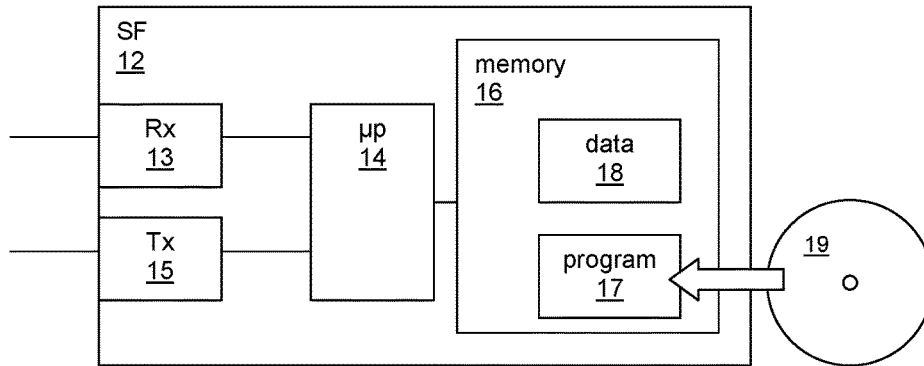 SF
12
memory
16
Rx
13
µp
14
data
18
Tx
15
program
17
19